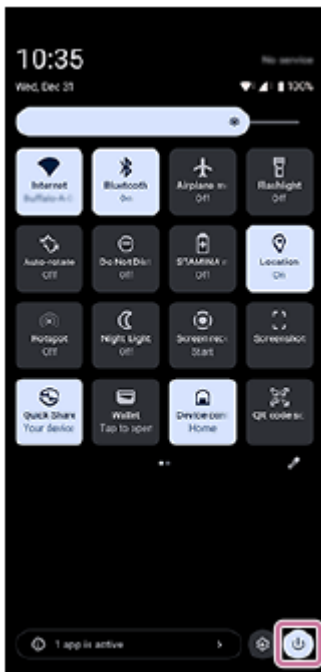 10:35
No service
Wed, Dec 31
100%
Internet
Bluetooth
On
Airplane m
Off
Flashlight
Off
Auto-rotate
Off
Do Not Dist
Off
STAMINA
Off
Location
On
Hotspot
Off
Night Light
Off
Screen rec
Start
Screenshot
Quick Share
Your device
Wallet
Tap to open
Device con
Home
QR code sc
1 app is active